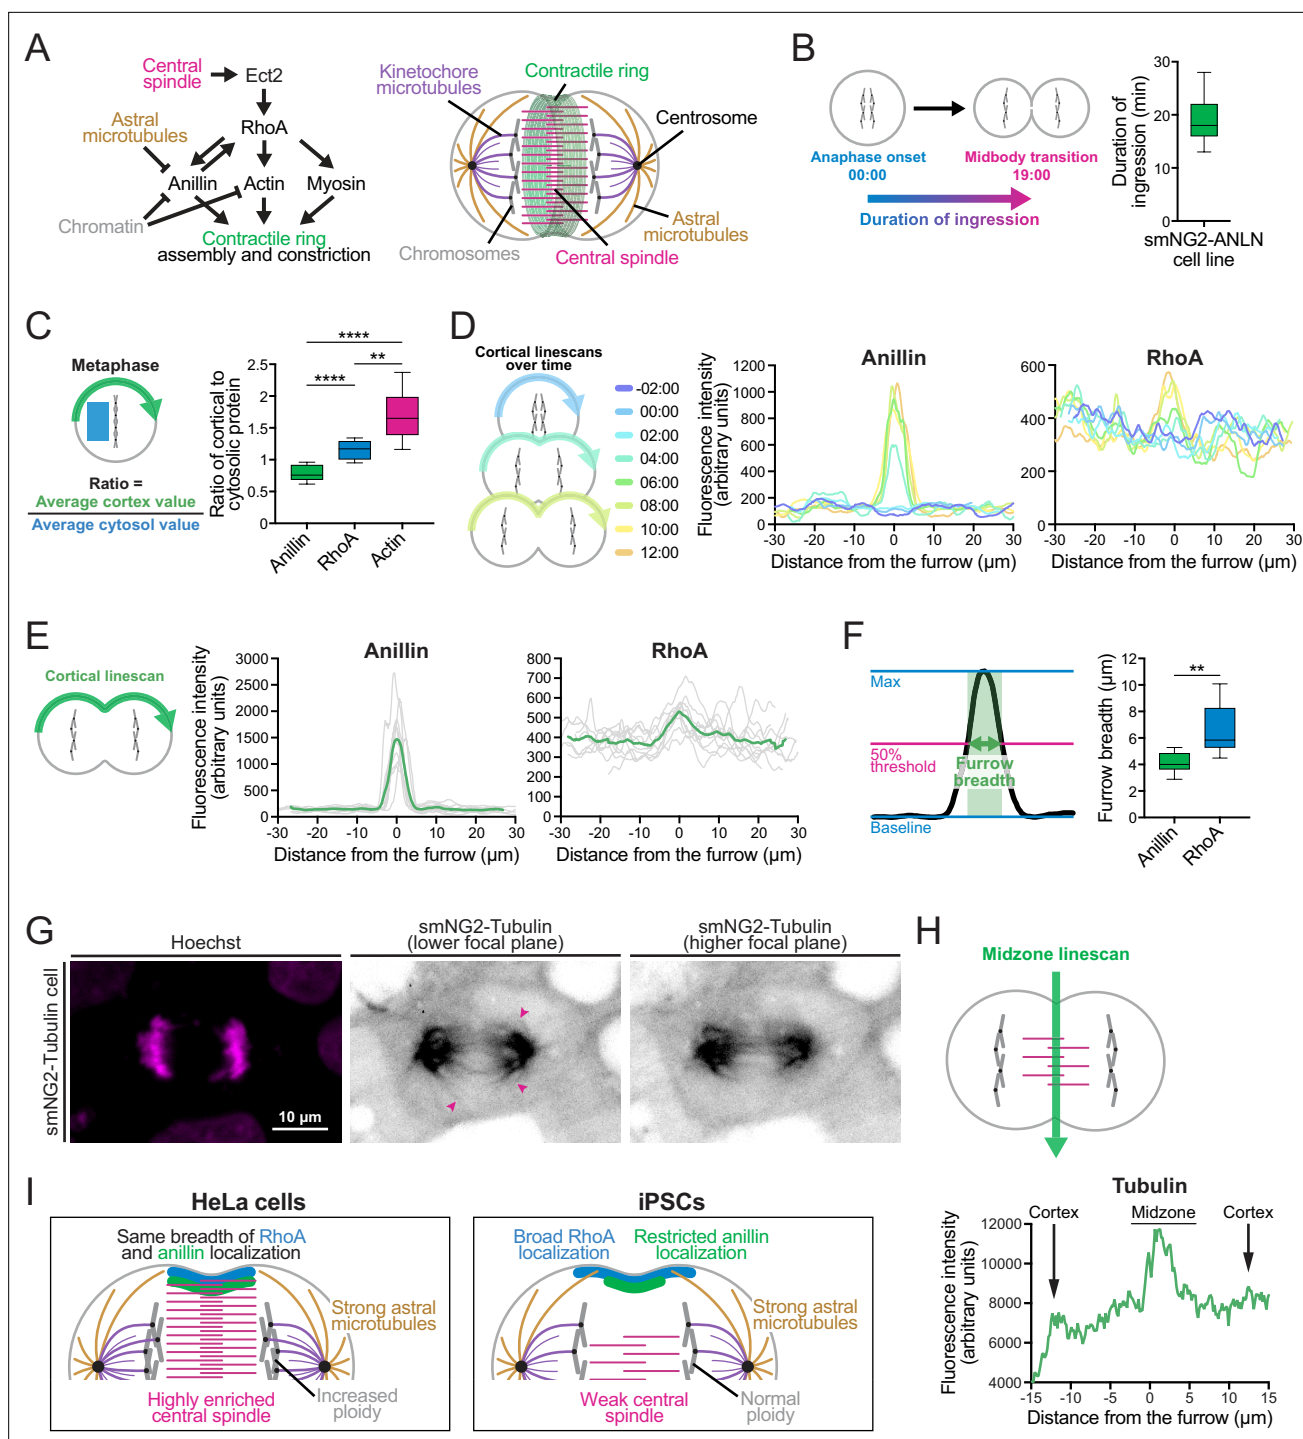 A
Central
spindle
Ect2
Astral
microtubules
RhoA
Anillin
Actin
Myosin
Chromatin
Contractile ring
assembly and constriction
Kinetochore
microtubules
Contractile ring
Centrosome
Astral
microtubules
Chromosomes
Central spindle
B
Anaphase onset
00:00
Midbody transition
19:00
Duration of ingression
Duration of
ingression (min)
30
20
10
0
smNG2-ANLN
cell line
C
Metaphase
Ratio =
Average cortex value
Average cytosol value
Ratio of cortical to
cytosolic protein
2.5
2
1.5
1
0.5
0
****
**
****
Anillin
RhoA
Actin
D
Cortical linescans
over time
-02:00
00:00
02:00
04:00
06:00
08:00
10:00
12:00
Anillin
Fluorescence intensity
(arbitrary units)
1200
1000
800
600
400
200
0
-30 -20 -10 0 10 20 30
Distance from the furrow (µm)
RhoA
600
400
200
0
-30 -20 -10 0 10 20 30
Distance from the furrow (µm)
E
Cortical linescan
Anillin
Fluorescence intensity
(arbitrary units)
3000
2500
2000
1500
1000
500
0
-30 -20 -10 0 10 20 30
Distance from the furrow (µm)
RhoA
800
700
600
500
400
300
200
100
0
-30 -20 -10 0 10 20 30
Distance from the furrow (µm)
F
Max
50%
threshold
Furrow
breadth
Baseline
Furrow breadth (µm)
12
10
8
6
4
2
0
**
Anillin
RhoA
G
Hoechst
smNG2-Tubulin
(lower focal plane)
smNG2-Tubulin
(higher focal plane)
smNG2-Tubulin cell
10 µm
H
Midzone linescan
Tubulin
Cortex
Midzone
Cortex
Fluorescence intensity
(arbitrary units)
12000
10000
8000
6000
4000
-15 -10 -5 0 5 10 15
Distance from the furrow (µm)
I
HeLa cells
Same breadth of RhoA
and anillin localization
Strong astral
microtubules
Highly enriched
central spindle
Increased
ploidy
iPSCs
Broad RhoA
localization
Restricted anillin
localization
Strong astral
microtubules
Weak central
spindle
Normal
ploidy